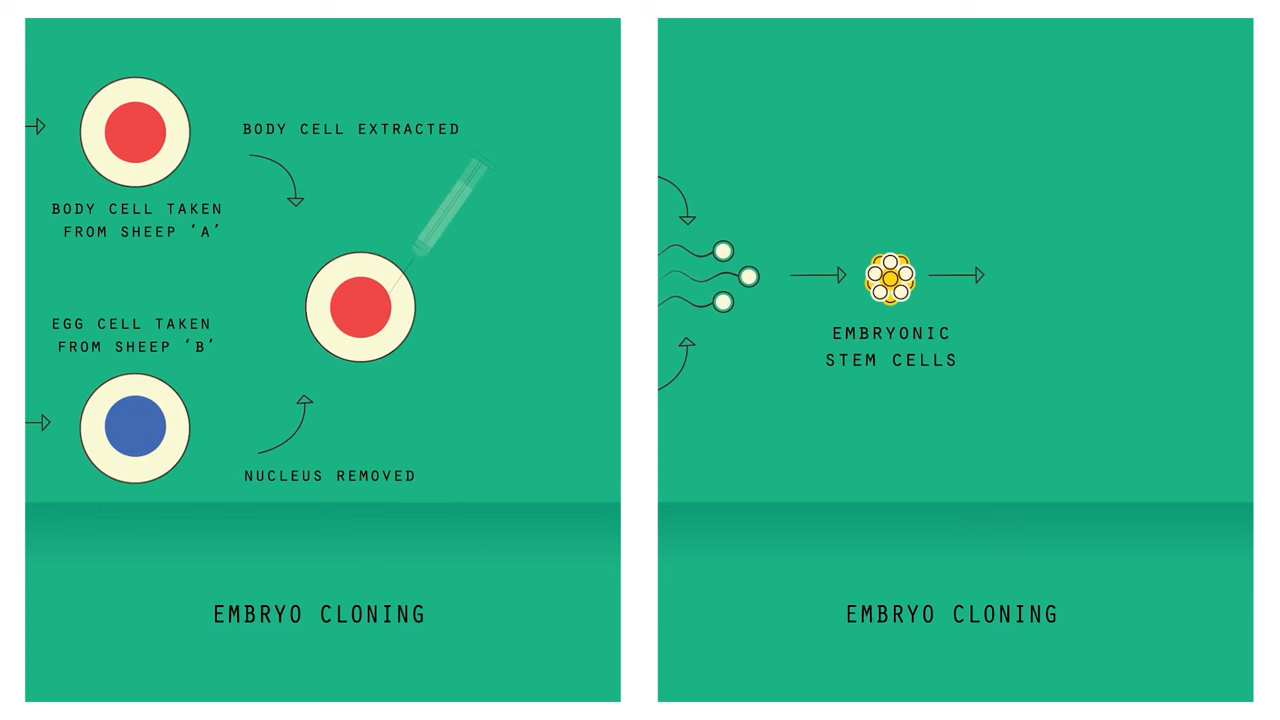 BODY CELL EXTRACTED
BODY CELL TAKEN
FROM SHEEP ‘A’
EGG CELL TAKEN
FROM SHEEP ‘B’
NUCLEUS REMOVED
EMBRYO CLONING
EMBRYONIC
STEM CELLS
EMBRYO CLONING